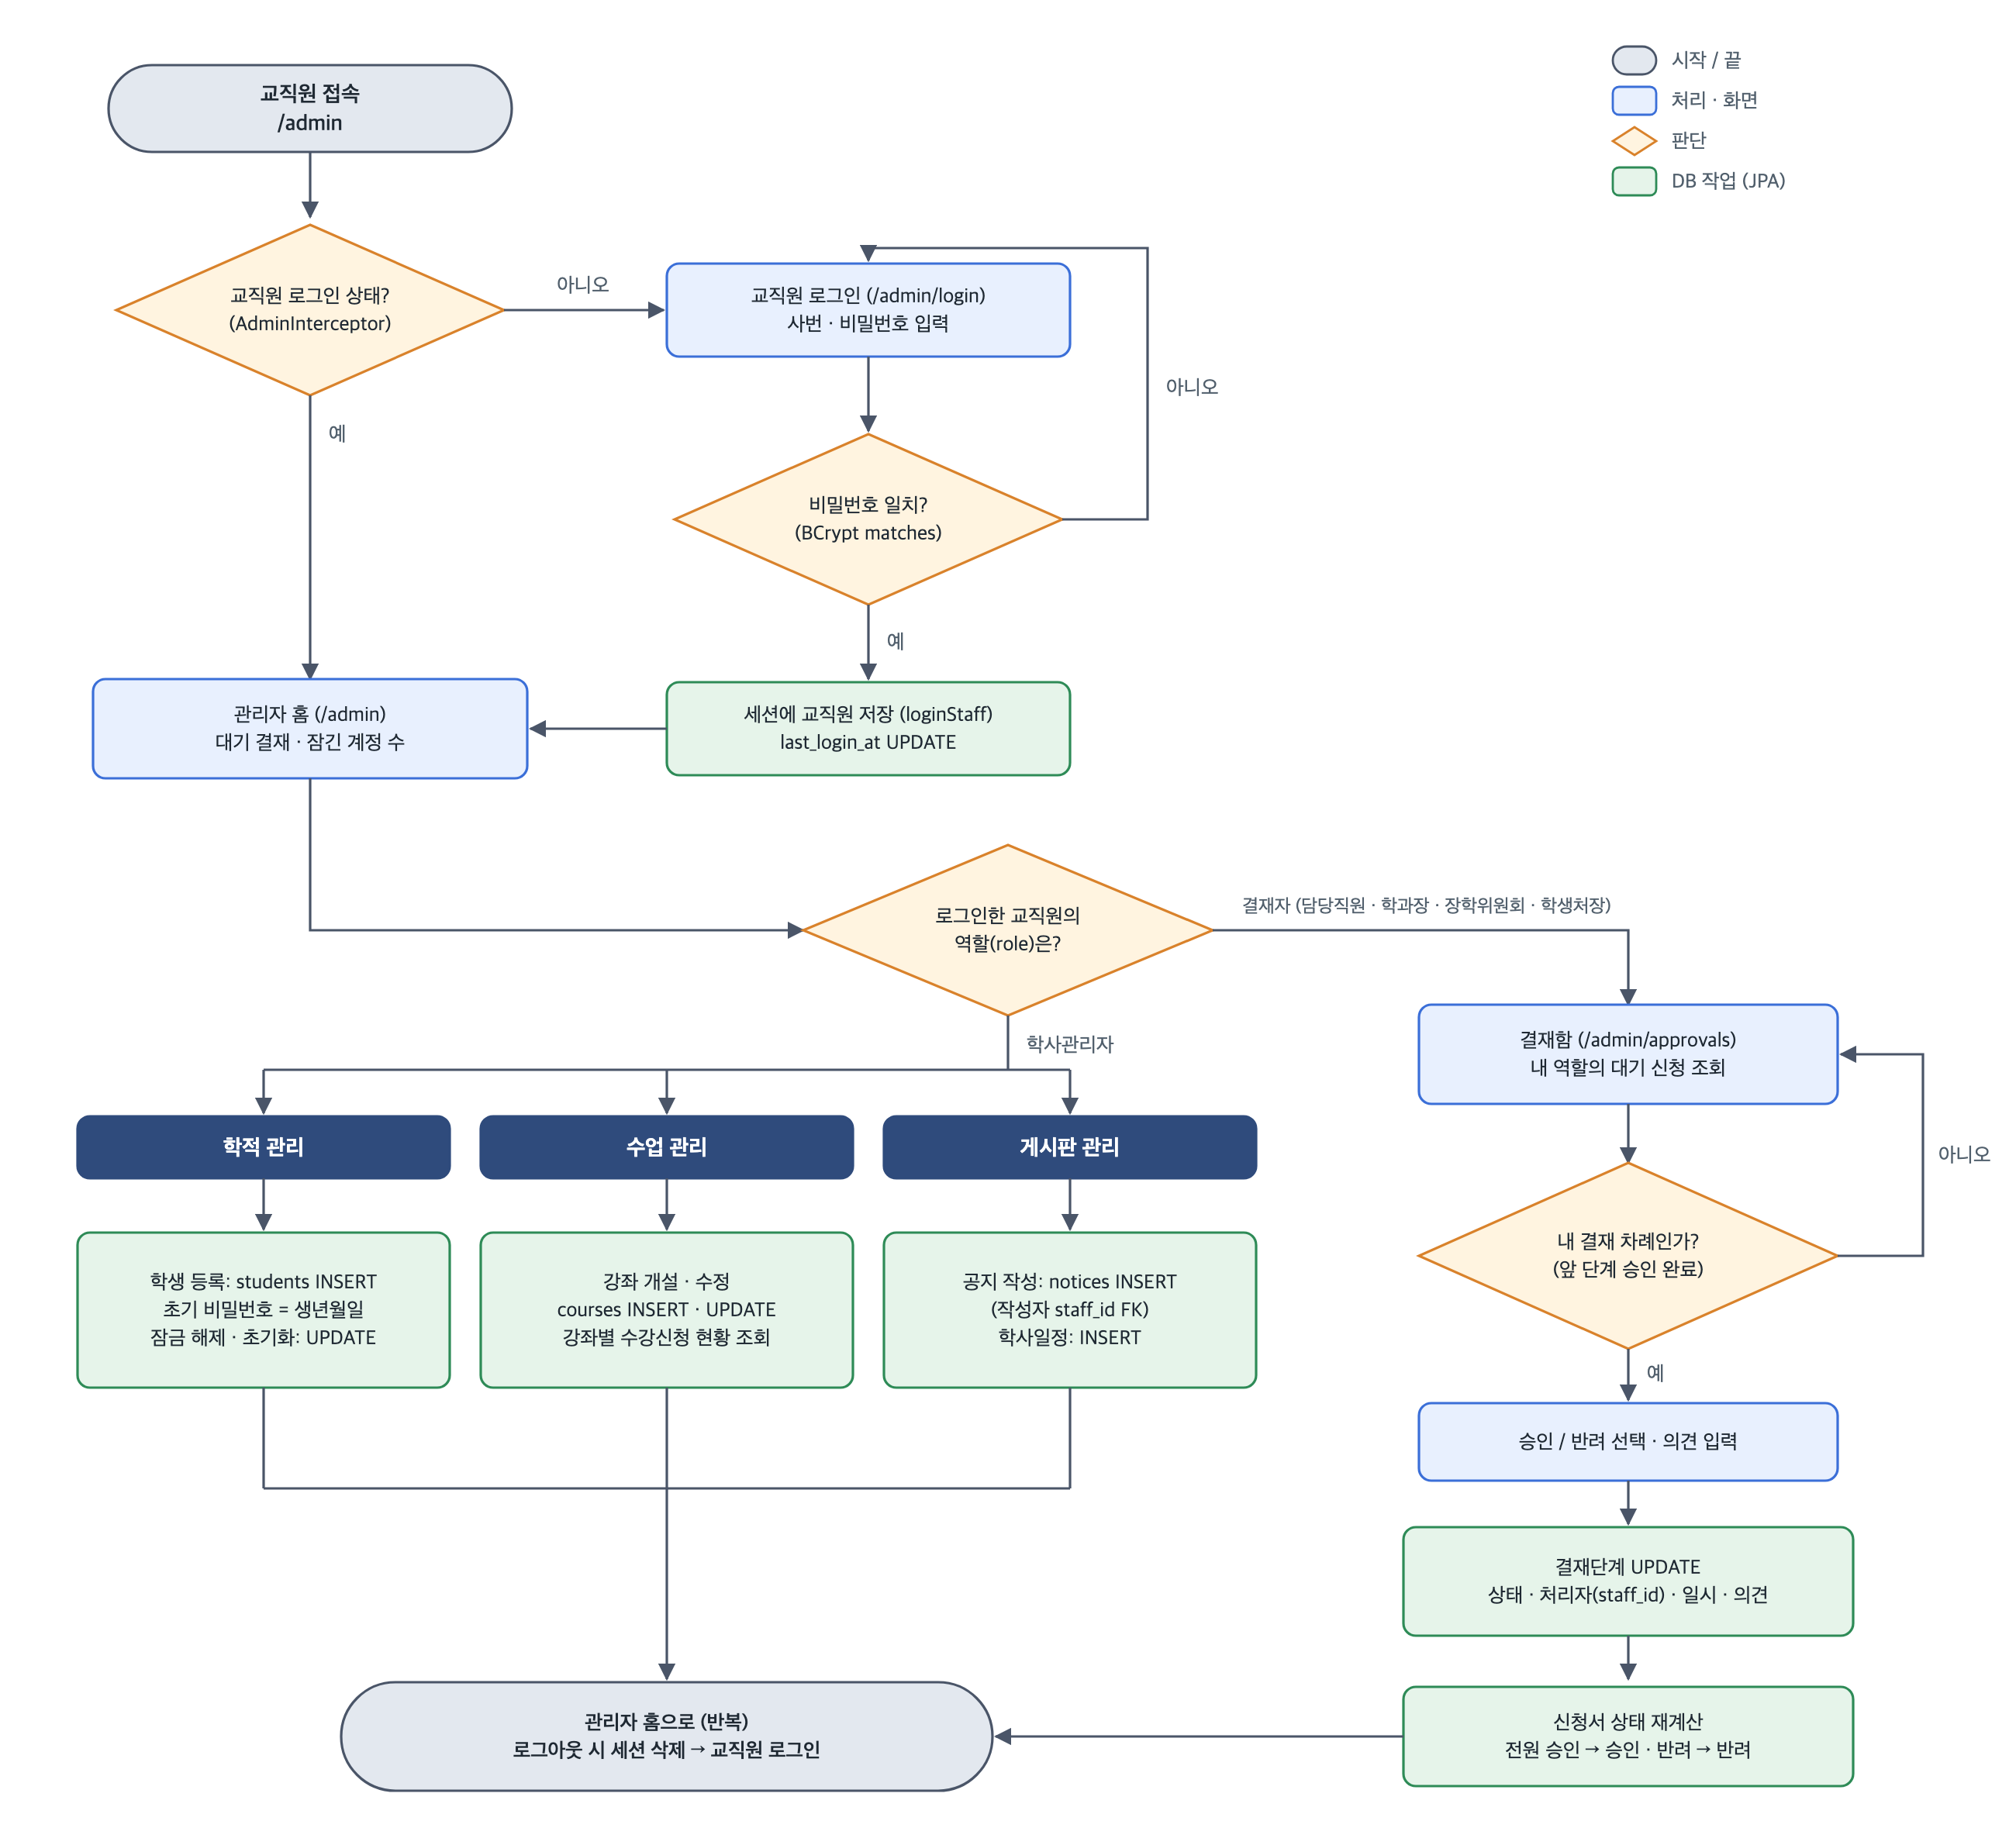 교직원 접속
/admin
시작 / 끝
처리 · 화면
판단
DB 작업 (JPA)
교직원 로그인 상태?
(AdminInterceptor)
아니오
교직원 로그인 (/admin/login)
사번 · 비밀번호 입력
아니오
예
비밀번호 일치?
(BCrypt matches)
예
관리자 홈 (/admin)
대기 결재 · 잠긴 계정 수
세션에 교직원 저장 (loginStaff)
last_login_at UPDATE
로그인한 교직원의
역할(role)은?
결재자 (담당직원 · 학과장 · 장학위원회 · 학생처장)
학사관리자
결재함 (/admin/approvals)
내 역할의 대기 신청 조회
아니오
학적 관리
수업 관리
게시판 관리
학생 등록: students INSERT
초기 비밀번호 = 생년월일
잠금 해제 · 초기화: UPDATE
강좌 개설 · 수정
courses INSERT · UPDATE
강좌별 수강신청 현황 조회
공지 작성: notices INSERT
(작성자 staff_id FK)
학사일정: INSERT
내 결재 차례인가?
(앞 단계 승인 완료)
예
승인 / 반려 선택 · 의견 입력
결재단계 UPDATE
상태 · 처리자(staff_id) · 일시 · 의견
신청서 상태 재계산
전원 승인 → 승인 · 반려 → 반려
관리자 홈으로 (반복)
로그아웃 시 세션 삭제 → 교직원 로그인